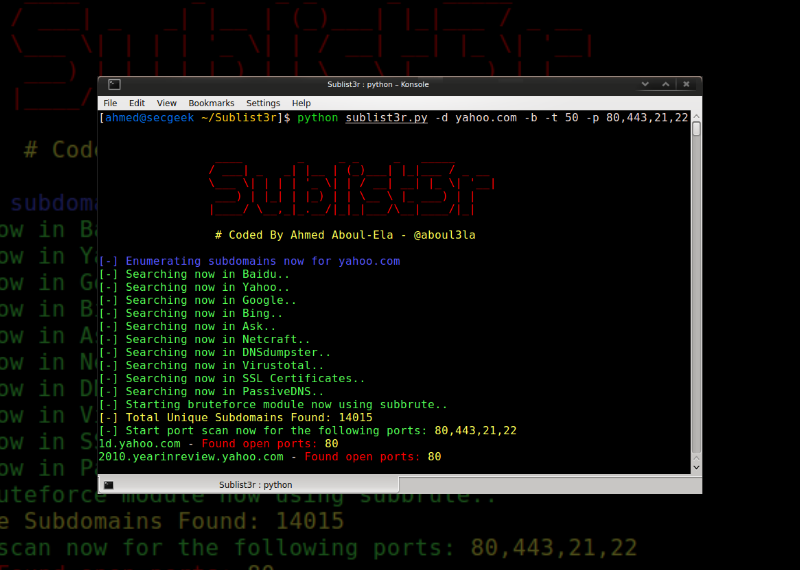 Sublist3r : python – Konsole
File Edit View Bookmarks Settings Help
[ahmed@secgeek ~/Sublist3r]$ python sublist3r.py -d yahoo.com -b -t 50 -p 80,443,21,22
Sublist3r
# Coded By Ahmed Aboul-Ela - @aboul3la
[-] Enumerating subdomains now for yahoo.com
[-] Searching now in Baidu..
[-] Searching now in Yahoo..
[-] Searching now in Google..
[-] Searching now in Bing..
[-] Searching now in Ask..
[-] Searching now in Netcraft..
[-] Searching now in DNSdumpster..
[-] Searching now in Virustotal..
[-] Searching now in SSL Certificates..
[-] Searching now in PassiveDNS..
[-] Starting bruteforce module now using subbrute..
[-] Total Unique Subdomains Found: 14015
[-] Start port scan now for the following ports: 80,443,21,22
1d.yahoo.com - Found open ports: 80
2010.yearinreview.yahoo.com - Found open ports: 80
Sublist3r : python
# Code
subdoma
ow in Ba
ow in Ya
ow in Go
ow in Bi
ow in As
ow in Ne
ow in DN
ow in Vi
ow in SS
ow in Pa
uteforce module now using subbrute..
e Subdomains Found: 14015
scan now for the following ports: 80,443,21,22